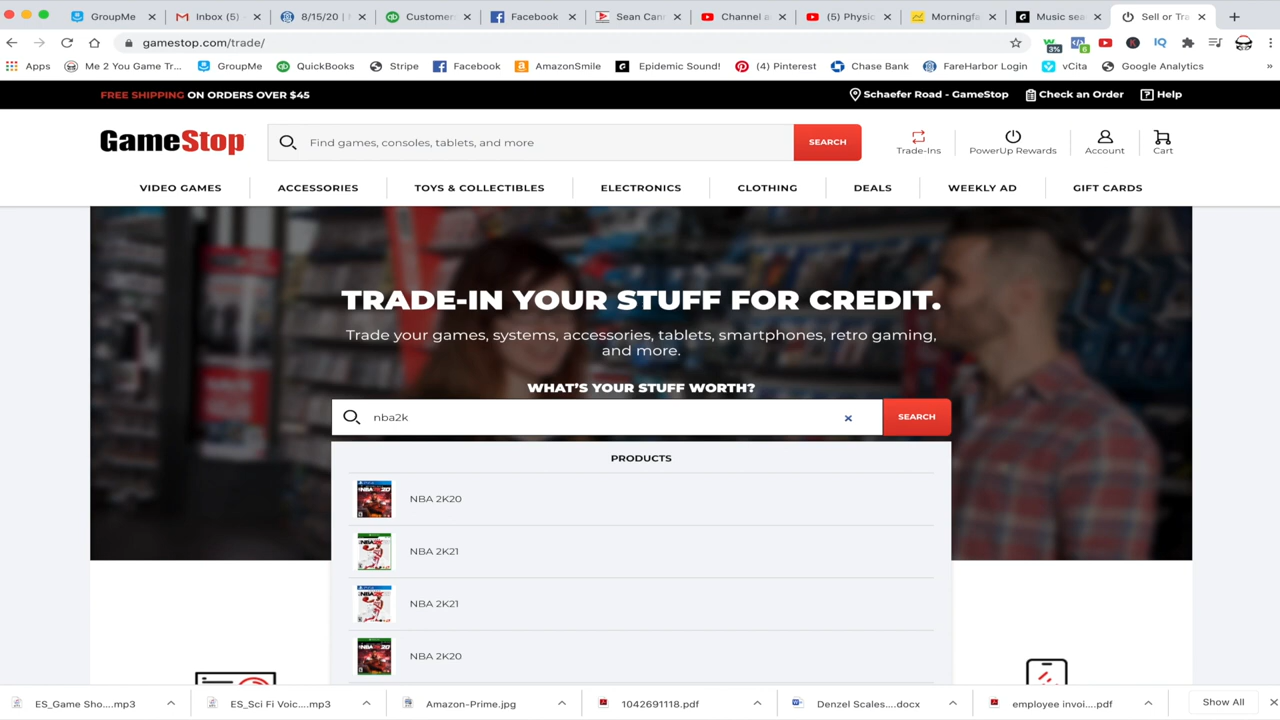 GroupMe
Inbox (5)
8/15/20 |
Customer
Facebook
Sean Can
Channel a
(5) Physic
Morningfa
Music sea
Sell or Tra
gamestop.com/trade/
3%
6
K
IQ
Apps
Me 2 You Game Tr...
GroupMe
QuickBooks
Stripe
Facebook
AmazonSmile
Epidemic Sound!
(4) Pinterest
Chase Bank
FareHarbor Login
vCita
Google Analytics
»
FREE SHIPPING ON ORDERS OVER $45
Schaefer Road - GameStop
Check an Order
Help
GameStop
Find games, consoles, tablets, and more
SEARCH
Trade-Ins
PowerUp Rewards
Account
Cart
VIDEO GAMES
ACCESSORIES
TOYS & COLLECTIBLES
ELECTRONICS
CLOTHING
DEALS
WEEKLY AD
GIFT CARDS
TRADE-IN YOUR STUFF FOR CREDIT.
Trade your games, systems, accessories, tablets, smartphones, retro gaming,
and more.
WHAT'S YOUR STUFF WORTH?
nba2k
SEARCH
PRODUCTS
NBA 2K20
NBA 2K21
NBA 2K21
NBA 2K20
ES_Game Sho....mp3
ES_Sci Fi Voic....mp3
Amazon-Prime.jpg
1042691118.pdf
Denzel Scales....docx
employee invoi....pdf
Show All